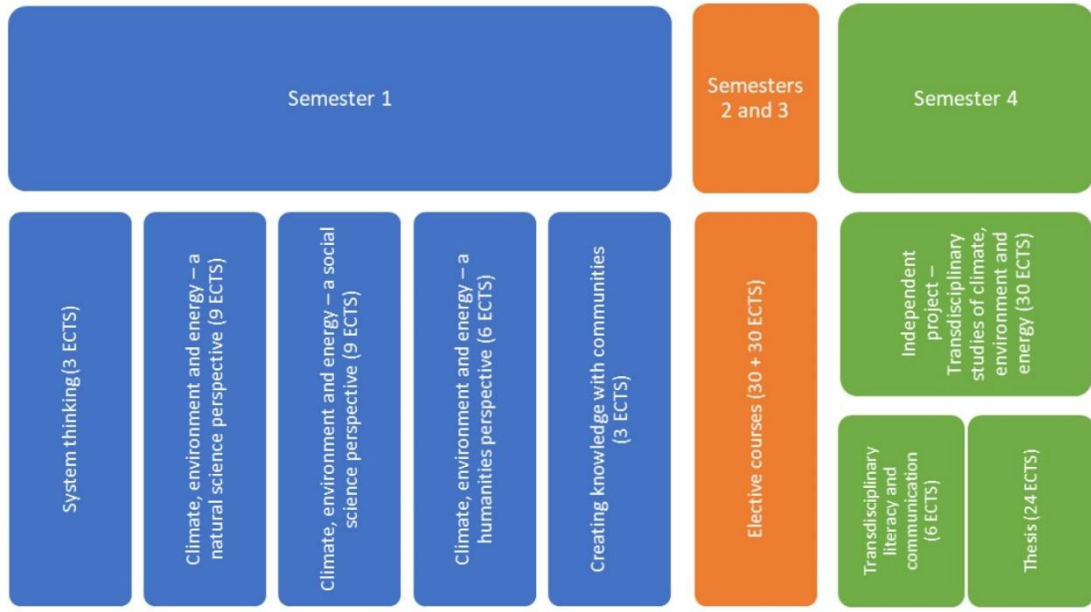 Semester 1
Semesters
2 and 3
Semester 4
System thinking (3 ECTS)
Climate, environment and energy – a
natural science perspective (9 ECTS)
Climate, environment and energy – a social
science perspective (9 ECTS)
Climate, environment and energy – a
humanities perspective (6 ECTS)
Creating knowledge with communities
(3 ECTS)
Elective courses (30 + 30 ECTS)
Independent
project –
Transdisciplinary
studies of climate,
environment and
energy (30 ECTS)
Transdisciplinary
literacy and
communication
(6 ECTS)
Thesis (24 ECTS)